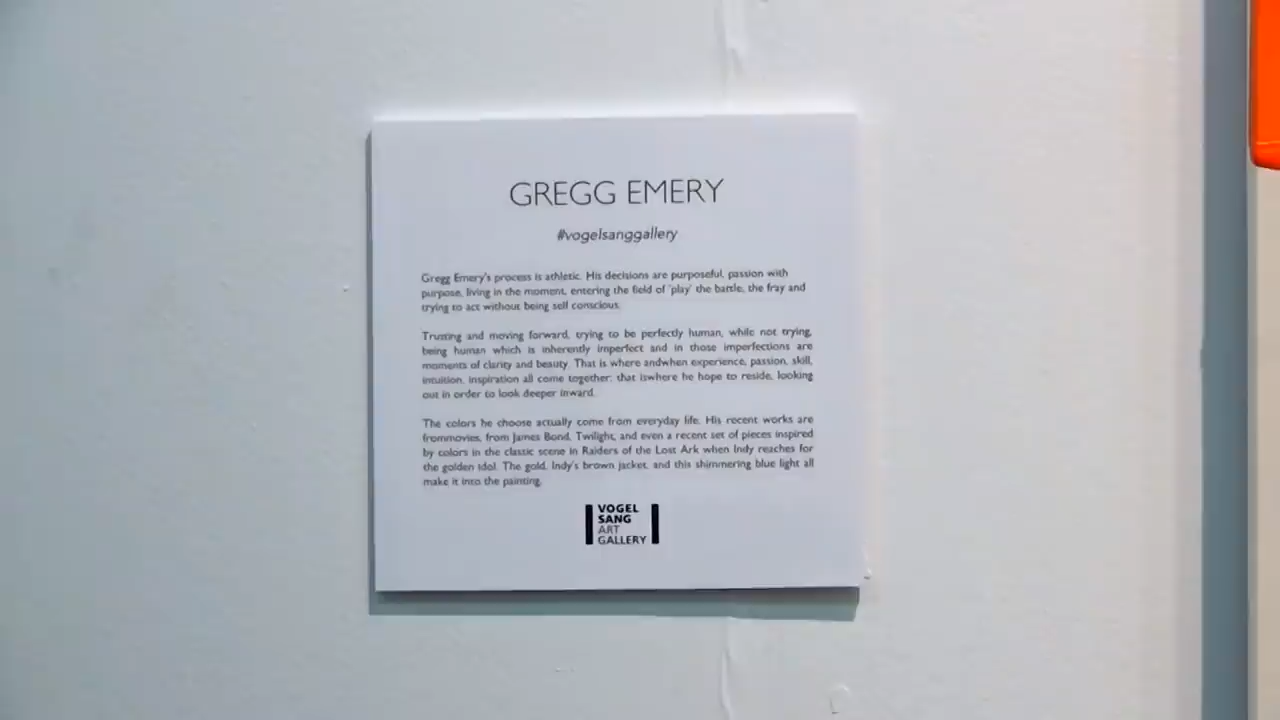 GREGG EMERY
#vogelsanggallery
Gregg Emery's process is athletic. His decisions are purposeful, passion with
purpose, living in the moment, entering the field of 'play' the battle, the fray and
trying to act without being self conscious.
Trusting and moving forward, trying to be perfectly human, while not trying,
being human which is inherently imperfect and in those imperfections are
moments of clarity and beauty. That is where andwhen experience, passion, skill,
intuition, inspiration all come together: that iswhere he hope to reside, looking
out in order to look deeper inward.
The colors he choose actually come from everyday life. His recent works are
frommovies, from James Bond, Twilight, and even a recent set of pieces inspired
by colors in the classic scene in Raiders of the Lost Ark when Indy reaches for
the golden idol. The gold, Indy's brown jacket, and this shimmering blue light all
make it into the painting.
VOGEL
SANG
ART
GALLERY